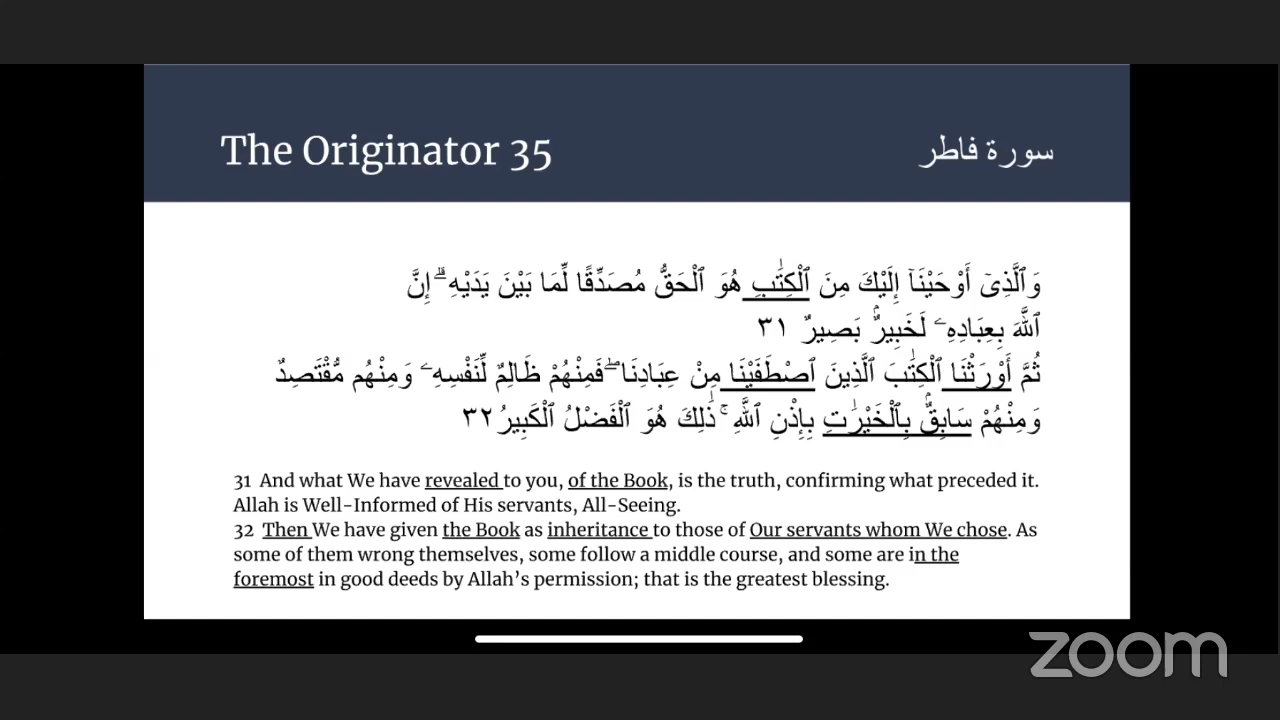 The Originator 35
سورة فاطر
وَٱلَّذِىٓ أَوْحَيْنَآ إِلَيْكَ مِنَ ٱلْكِتَٰبِ هُوَ ٱلْحَقُّ مُصَدِّقًا لِّمَا بَيْنَ يَدَيْهِ ۗ إِنَّ
ٱللَّهَ بِعِبَادِهِۦ لَخَبِيرٌۢ بَصِيرٌ ٣١
ثُمَّ أَوْرَثْنَا ٱلْكِتَٰبَ ٱلَّذِينَ ٱصْطَفَيْنَا مِنْ عِبَادِنَا ۖ فَمِنْهُمْ ظَالِمٌ لِّنَفْسِهِۦ وَمِنْهُم مُّقْتَصِدٌ
وَمِنْهُمْ سَابِقٌۢ بِٱلْخَيْرَٰتِ بِإِذْنِ ٱللَّهِ ۚ ذَٰلِكَ هُوَ ٱلْفَضْلُ ٱلْكَبِيرُ ٣٢
31 And what We have revealed to you, of the Book, is the truth, confirming what preceded it.
Allah is Well-Informed of His servants, All-Seeing.
32 Then We have given the Book as inheritance to those of Our servants whom We chose. As
some of them wrong themselves, some follow a middle course, and some are in the
foremost in good deeds by Allah's permission; that is the greatest blessing.
zoom